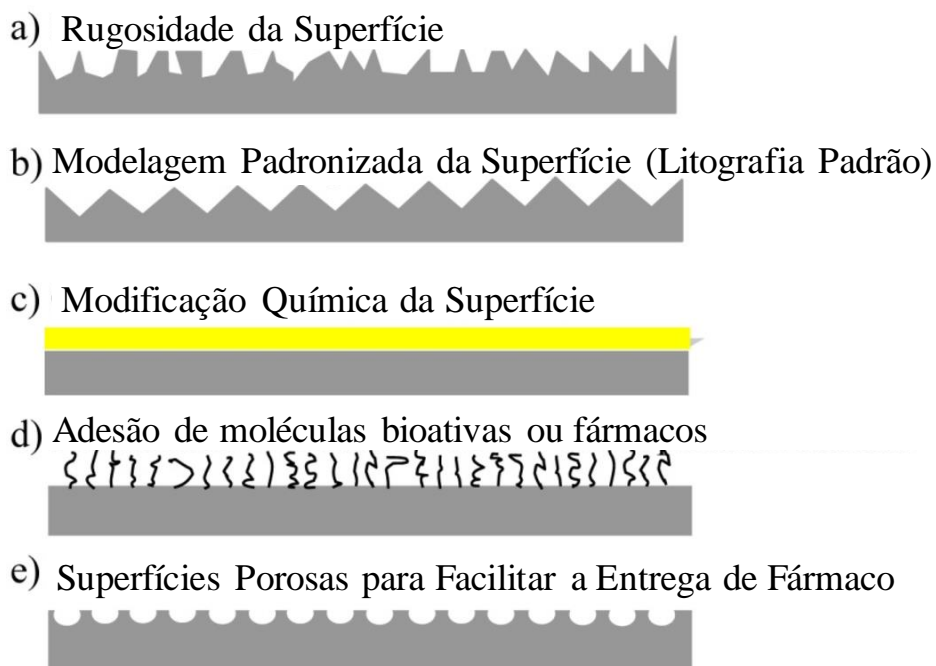 a) Rugosidade da Superfície
b) Modelagem Padronizada da Superfície (Litografia Padrão)
c) Modificação Química da Superfície
d) Adesão de moléculas bioativas ou fármacos
e) Superfícies Porosas para Facilitar a Entrega de Fármaco